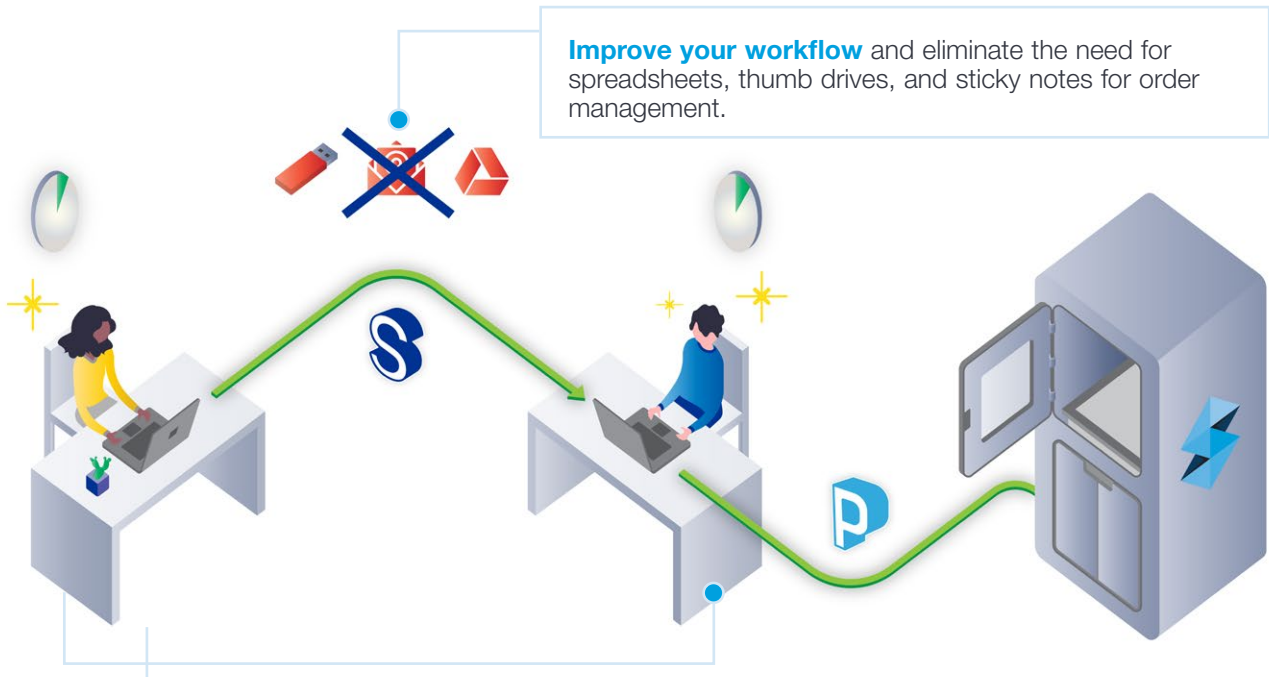 Improve your workflow and eliminate the need for
spreadsheets, thumb drives, and sticky notes for order
management.
S
P